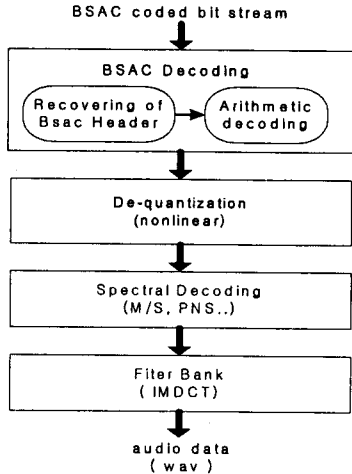 BSAC coded bit stream
BSAC Decoding
Recovering of
Bsac Header
Arithmetic
decoding
De-quantization
(nonlinear)
Spectral Decoding
(M/S, PNS..)
Fiter Bank
(IMDCT)
audio data
(wav)